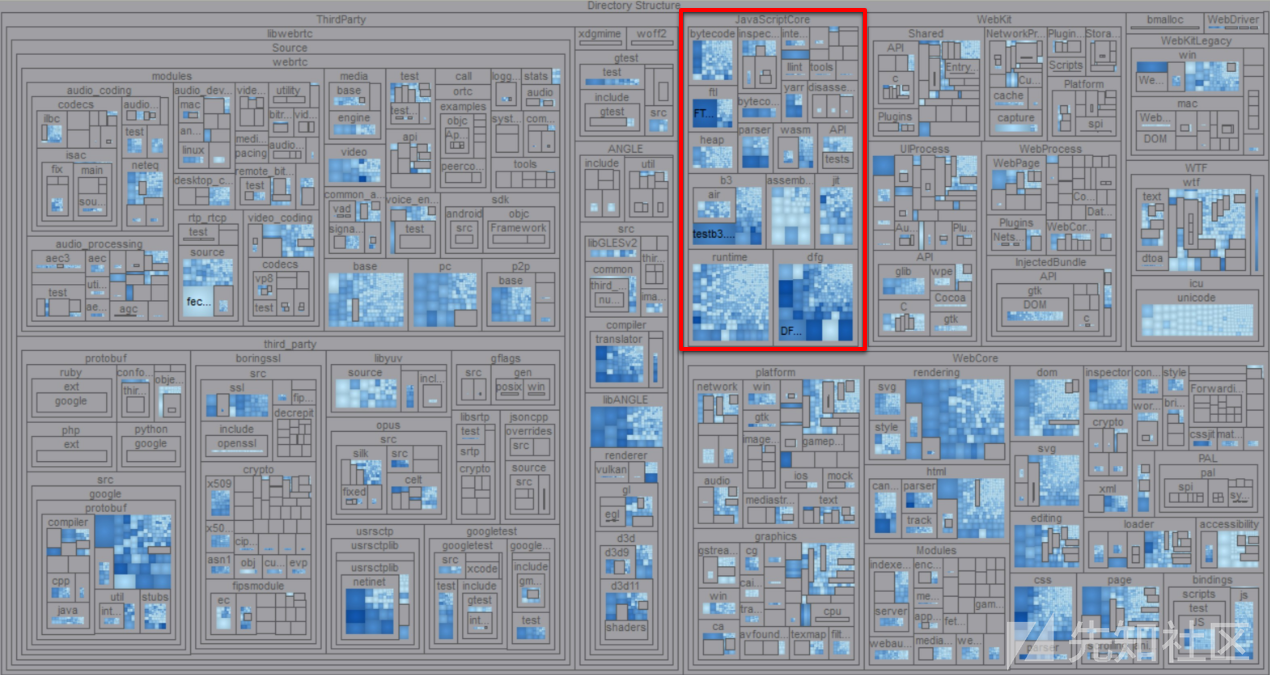 Directory Structure
ThirdParty
libwebrtc
Source
webrtc
modules
audio_coding
codecs
ilbc
isac
fix
main
sou...
audio...
test
neteq
audio_dev...
mac
an...
linux
desktop_c...
vide...
medi...
pacing
utility
bitr...
vid...
audio...
remote_bit...
test
rtp_rtcp
test
source
fec...
video_coding
codecs
vp8
test
audio_processing
aec3
aec
uti...
test
ae...
agc
media
base
engine
video
common_a...
vad
signa...
test
test
api
voice_en...
test
call
ortc
examples
objc
Ap...
peerco...
logg...
syst...
stats
audio
com...
tools
sdk
android
src
objc
Framework...
base
pc
p2p
base
third_party
protobuf
ruby
ext
google
confo...
thir...
obje...
php
ext
python
google
src
google
protobuf
compiler
cpp
java
util
int...
stubs
boringssl
src
ssl
flp...
include
openssl
decrepit
crypto
x509
x50...
asn1
cip...
obj
cu...
evp
fipsmodule
ec
libyuv
source
incl...
opus
src
silk
fixed
src
celt
usrsctp
usrsctplib
usrsctplib
netinet
gflags
src
gen
posix
win
libsrtp
test
srtp
crypto
jsoncpp
overrides
src
source
src
googletest
googletest
src
xcode
test
include
gtest
int...
google...
include
gm...
test
xdgmime
woff2
gtest
test
include
gtest
src
ANGLE
include
util
src
libGLESv2
common
third_...
nu...
thir...
ima...
compiler
translator
libANGLE
renderer
vulkan
gl
egl
d3d
d3d9
d3d11
shaders
JavaScriptCore
bytecode
inspec...
inte...
llint
tools
ftl
FT...
byteco...
yarr
disasse...
heap
parser
wasm
API
tests
b3
air
testb3....
assemb...
jit
runtime
dfg
DF...
WebKit
Shared
API
c
Entry...
Plugins
NetworkPr...
Cu...
cache
capture
Plugin...
Scripts
Stora...
Platform
spi
UIProcess
Au...
Plu...
API
glib
wpe
Cocoa
C
gtk
WebProcess
WebPage
Co...
Dat...
Plugins
Nets...
WebCor...
InjectedBundle
API
gtk
DOM
c
bmalloc
WebDriver
WebKitLegacy
win
We...
mac
Web...
DOM
WTF
wtf
text
dtoa
icu
unicode
WebCore
platform
network
win
gtk
image...
gamep...
ios
mock
audio
mediastr...
text
graphics
gstrea...
cg
cai...
win
tra...
cpu
ca
avfound...
texmap
filt...
rendering
svg
style
html
can...
parser
track
Modules
indexe...
server
enc...
me...
app...
fet...
gam...
webau...
media...
we...
dom
svg
editing
css
parser
inspector
con...
style
wor...
bri...
crypto
xml
Forwardi...
cssjit
mat...
PAL
pal
spi
sy...
loader
accessibility
page
bindings
scripts
test
JS
js
先知社区